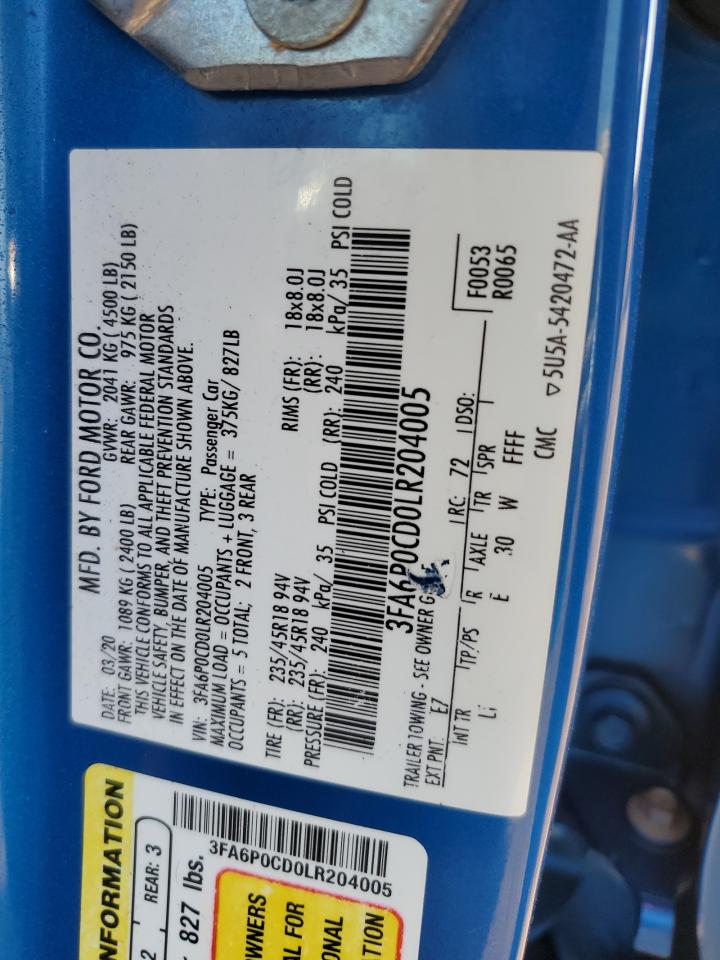 MFD. BY FORD MOTOR CO.
DATE: 03/20 GVWR: 2041 KG ( 4500 LB)
FRONT GAWR: 1089 KG ( 2400 LB) REAR GAWR: 975 KG ( 2150 LB)
THIS VEHICLE CONFORMS TO ALL APPLICABLE FEDERAL MOTOR
VEHICLE SAFETY, BUMPER, AND THEFT PREVENTION STANDARDS
IN EFFECT ON THE DATE OF MANUFACTURE SHOWN ABOVE.
VIN: 3FA6P0CD0LR204005 TYPE: Passenger Car
MAXIMUM LOAD = OCCUPANTS + LUGGAGE = 375KG/ 827LB
OCCUPANTS = 5 TOTAL; 2 FRONT, 3 REAR
TIRE (FR): 235/45R18 94V RIMS (FR): 18x8.0J
(RR): 235/45R18 94V (RR): 18x8.0J
PRESSURE (FR): 240 kPa/ 35 PSI COLD (RR): 240 kPa/ 35 PSI COLD
3FA6P0CD0LR204005
TRAILER TOWING - SEE OWNER
EXT PNT: E7 RC: 72 DSO: F0053
R0065
INT TR TP/PS R AXLE TR SPR
Li E 30 W FFFF
CMC ▽5U5A-5420472-AA
NFORMATION
2 REAR: 3
827 lbs.
3FA6P0CD0LR204005
WNERS
AL FOR
ONAL
TION